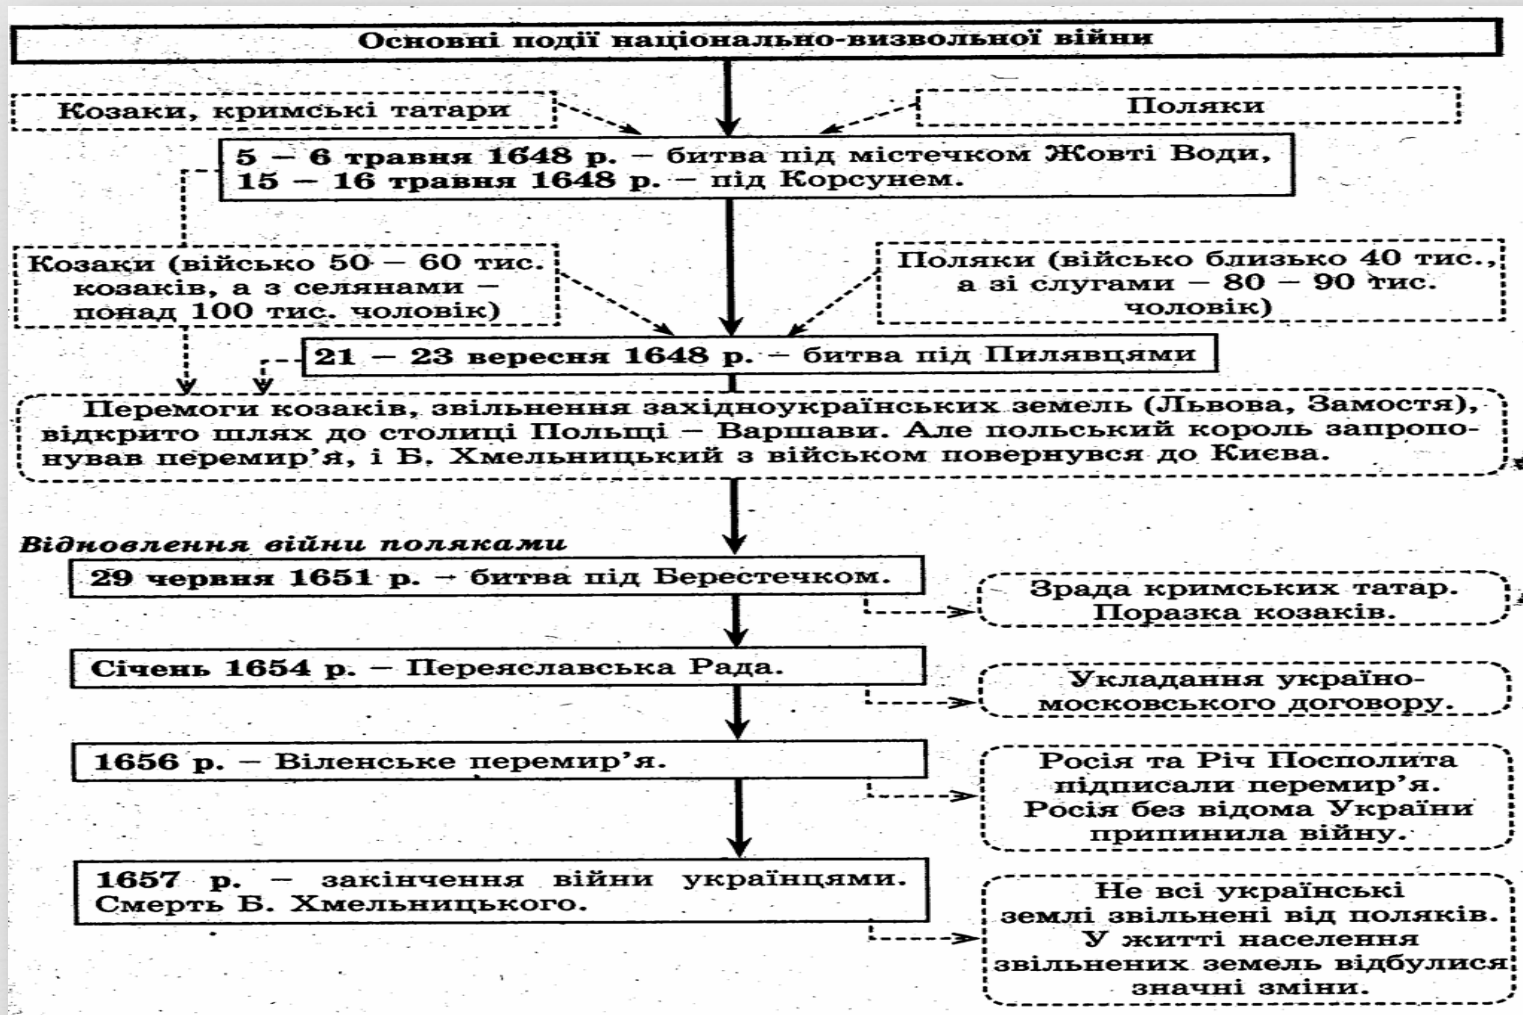 Основні події національно-визвольної війни
Козаки, кримські татари
Поляки
5 – 6 травня 1648 р. – битва під містечком Жовті Води,
15 – 16 травня 1648 р. – під Корсунем.
Козаки (військо 50 – 60 тис.
козаків, а з селянами –
понад 100 тис. чоловік)
Поляки (військо близько 40 тис.,
а зі слугами – 80 – 90 тис.
чоловік)
21 – 23 вересня 1648 р. – битва під Пилявцями
Перемоги козаків, звільнення західноукраїнських земель (Львова, Замостя),
відкрито шлях до столиці Польщі – Варшави. Але польський король запропо-
нував перемир’я, і Б. Хмельницький з військом повернувся до Києва.
Відновлення війни поляками
29 червня 1651 р. – битва під Берестечком.
Зрада кримських татар.
Поразка козаків.
Січень 1654 р. – Переяславська Рада.
Укладання україно-
московського договору.
1656 р. – Віленське перемир’я.
Росія та Річ Посполита
підписали перемир’я.
Росія без відома України
припинила війну.
1657 р. – закінчення війни українцями.
Смерть Б. Хмельницького.
Не всі українські
землі звільнені від поляків.
У житті населення
звільнених земель відбулися
значні зміни.